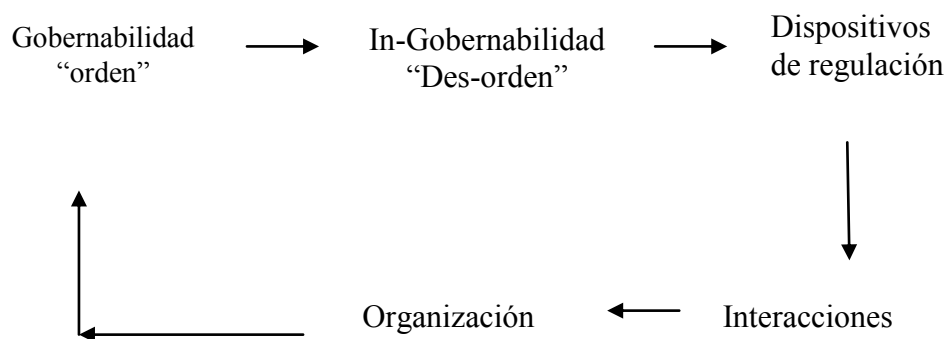 Gobernabilidad
“orden”
In-Gobernabilidad
“Des-orden”
Dispositivos
de regulación
Organización
Interacciones